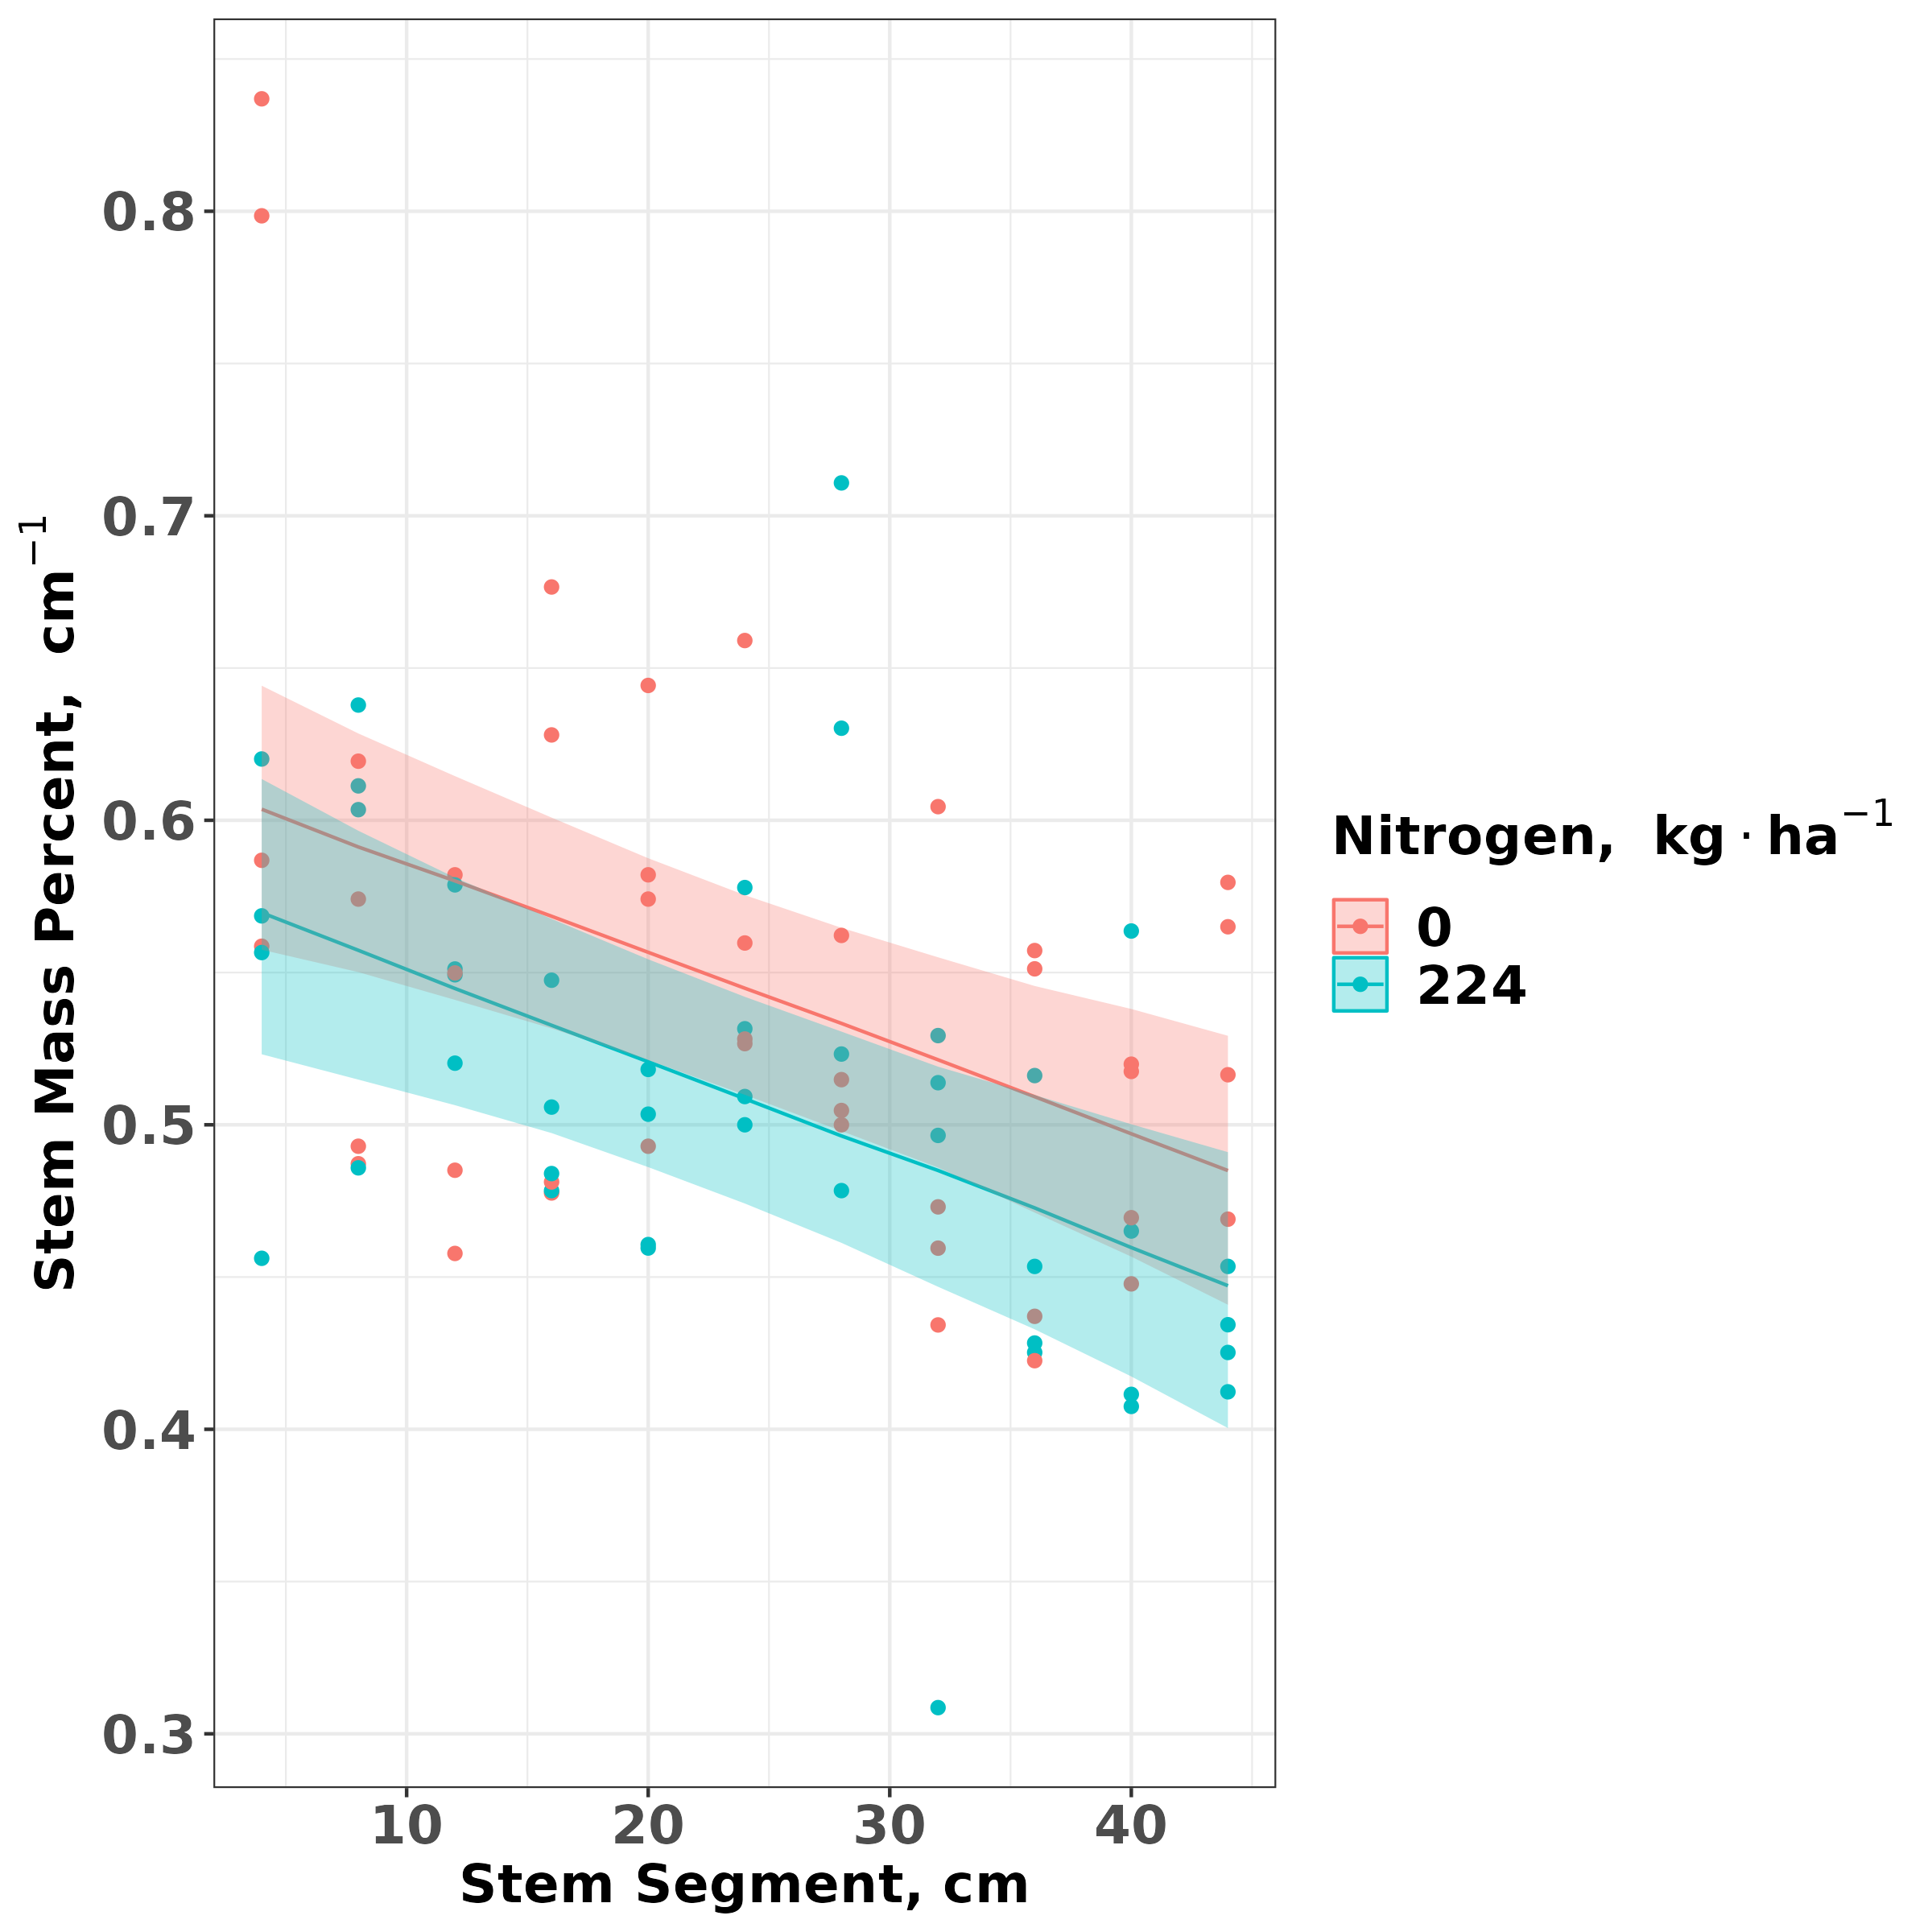 Stem Mass Percent, cm⁻¹
0.8
0.7
0.6
0.5
0.4
0.3
10 20 30 40
Stem Segment, cm
Nitrogen, kg · ha⁻¹
0
224